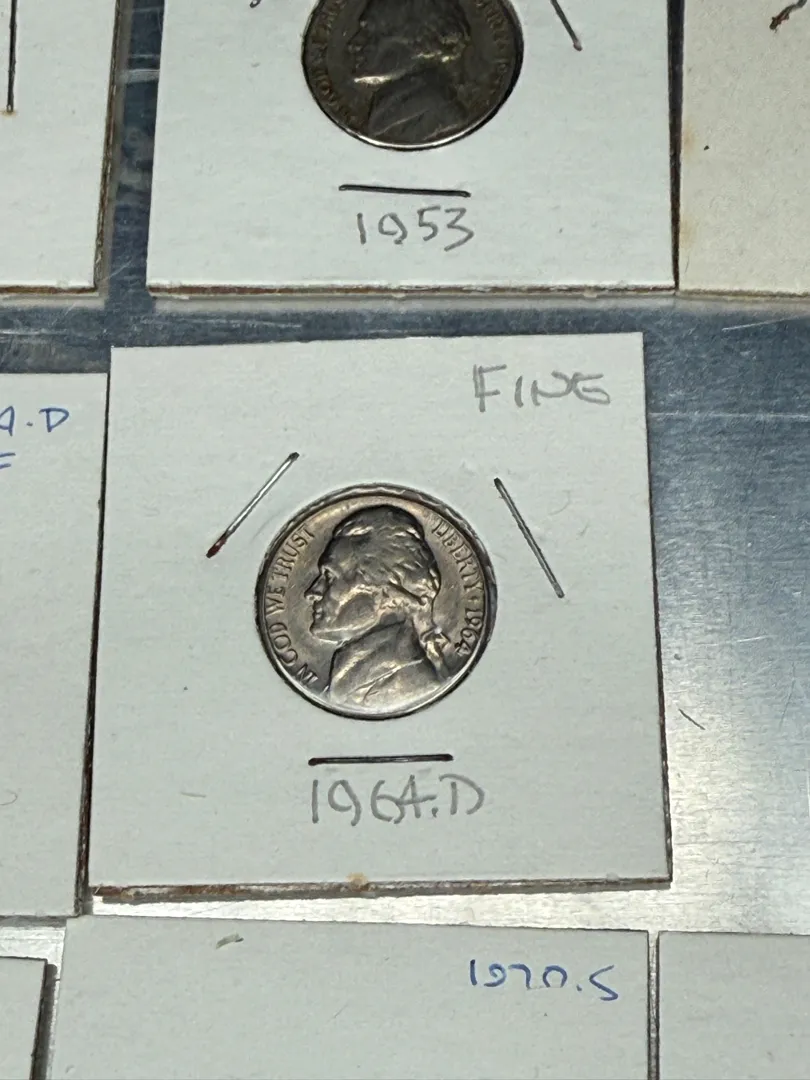 1953
A.D
FINE
IN GOD WE TRUST
LIBERTY · 1964
1964.D
1970.S